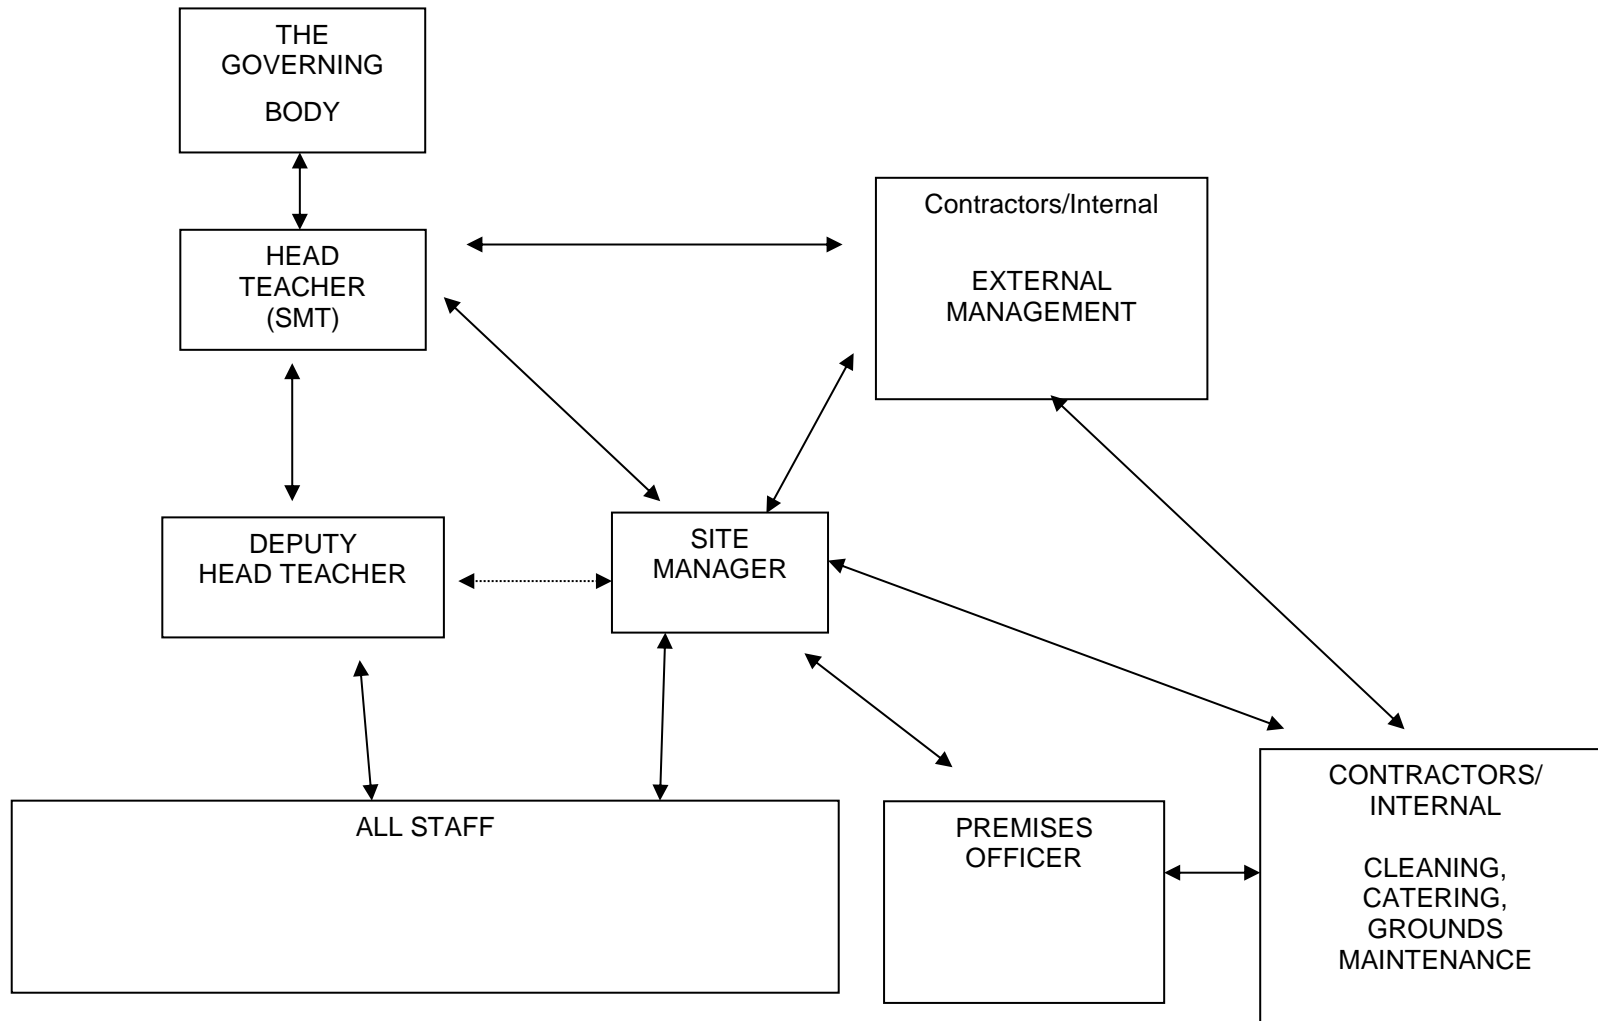 THE
GOVERNING
BODY
HEAD
TEACHER
(SMT)
Contractors/Internal
EXTERNAL
MANAGEMENT
DEPUTY
HEAD TEACHER
SITE
MANAGER
ALL STAFF
PREMISES
OFFICER
CONTRACTORS/
INTERNAL
CLEANING,
CATERING,
GROUNDS
MAINTENANCE